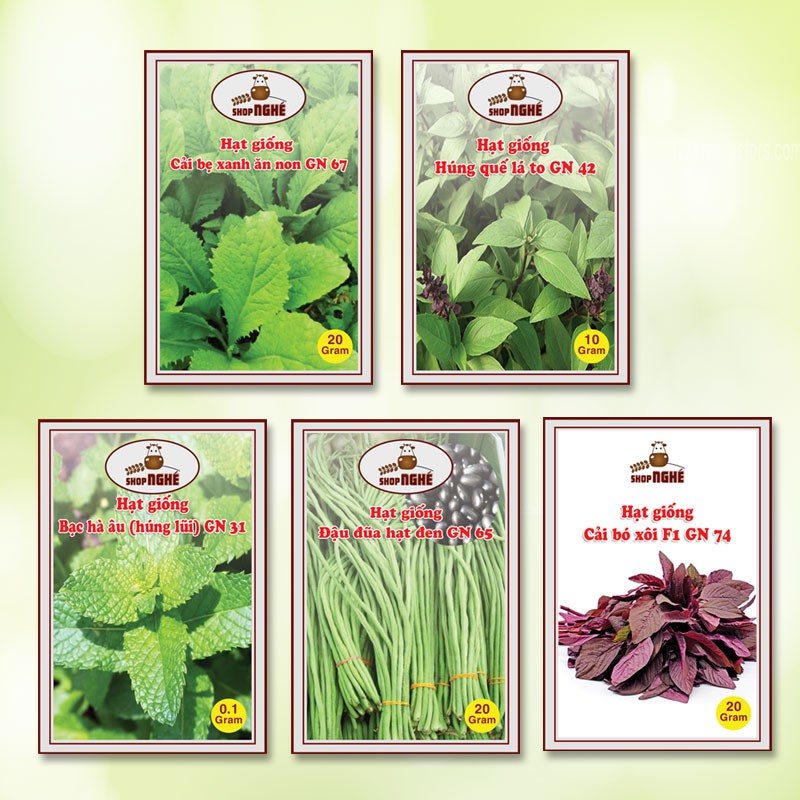 SHOP NGHÉ
Hạt giống
Cải bẹ xanh ăn non GN 67
20
Gram
SHOP NGHÉ
Hạt giống
Húng quế lá to GN 42
10
Gram
SHOP NGHÉ
Hạt giống
Bạc hà âu (húng lũi) GN 31
0.1
Gram
SHOP NGHÉ
Hạt giống
Đậu đũa hạt đen GN 65
20
Gram
SHOP NGHÉ
Hạt giống
Cải bó xôi F1 GN 74
20
Gram